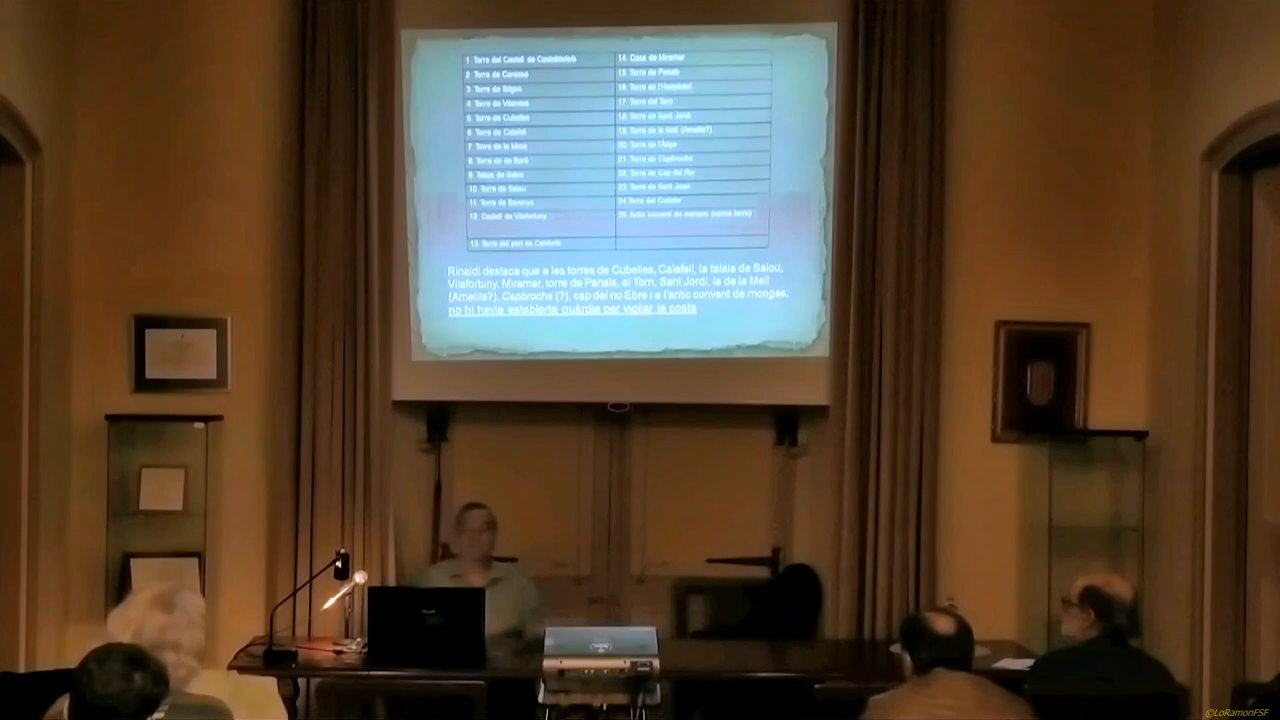 1 Torre del Castell de Castelldefels
2 Torre de
3 Torre de Sitges
4 Torre de Vilanova
5 Torre de Cubelles
6 Torre de Calafell
7 Torre de la Mora
8 Torre de de Barà
9 Talaia de Salou
10 Torre de Salou
11 Torre de Barenys
12 Castell de Vilafortuny
13. Torre del port de Cambrils
14 Casa de Miramar
15 Torre de Penals
16 Torre de l'Hospitalet
17 Torre del Torn
18 Torre de Sant Jordi
19. Torre de la Mell (Ametlla?)
20. Torre de l'Àliga
21 Torre de Capbrochs
22 Torre de Cap del Riu
23 Torre de Sant Joan
24 Torre del Codolar
25 Antic convent de monges (sense torre)
Rinaldi destaca que a les torres de Cubelles, Calafell, la talaia de Salou,
Vilafortuny, Miramar, torre de Penals, el Torn, Sant Jordi, la de la Mell
(Ametlla?), Capbrochs (?), cap del riu Ebre i a l'antic convent de monges,
no hi havia establerta guàrdia per vigilar la costa
©LoRamonFSF